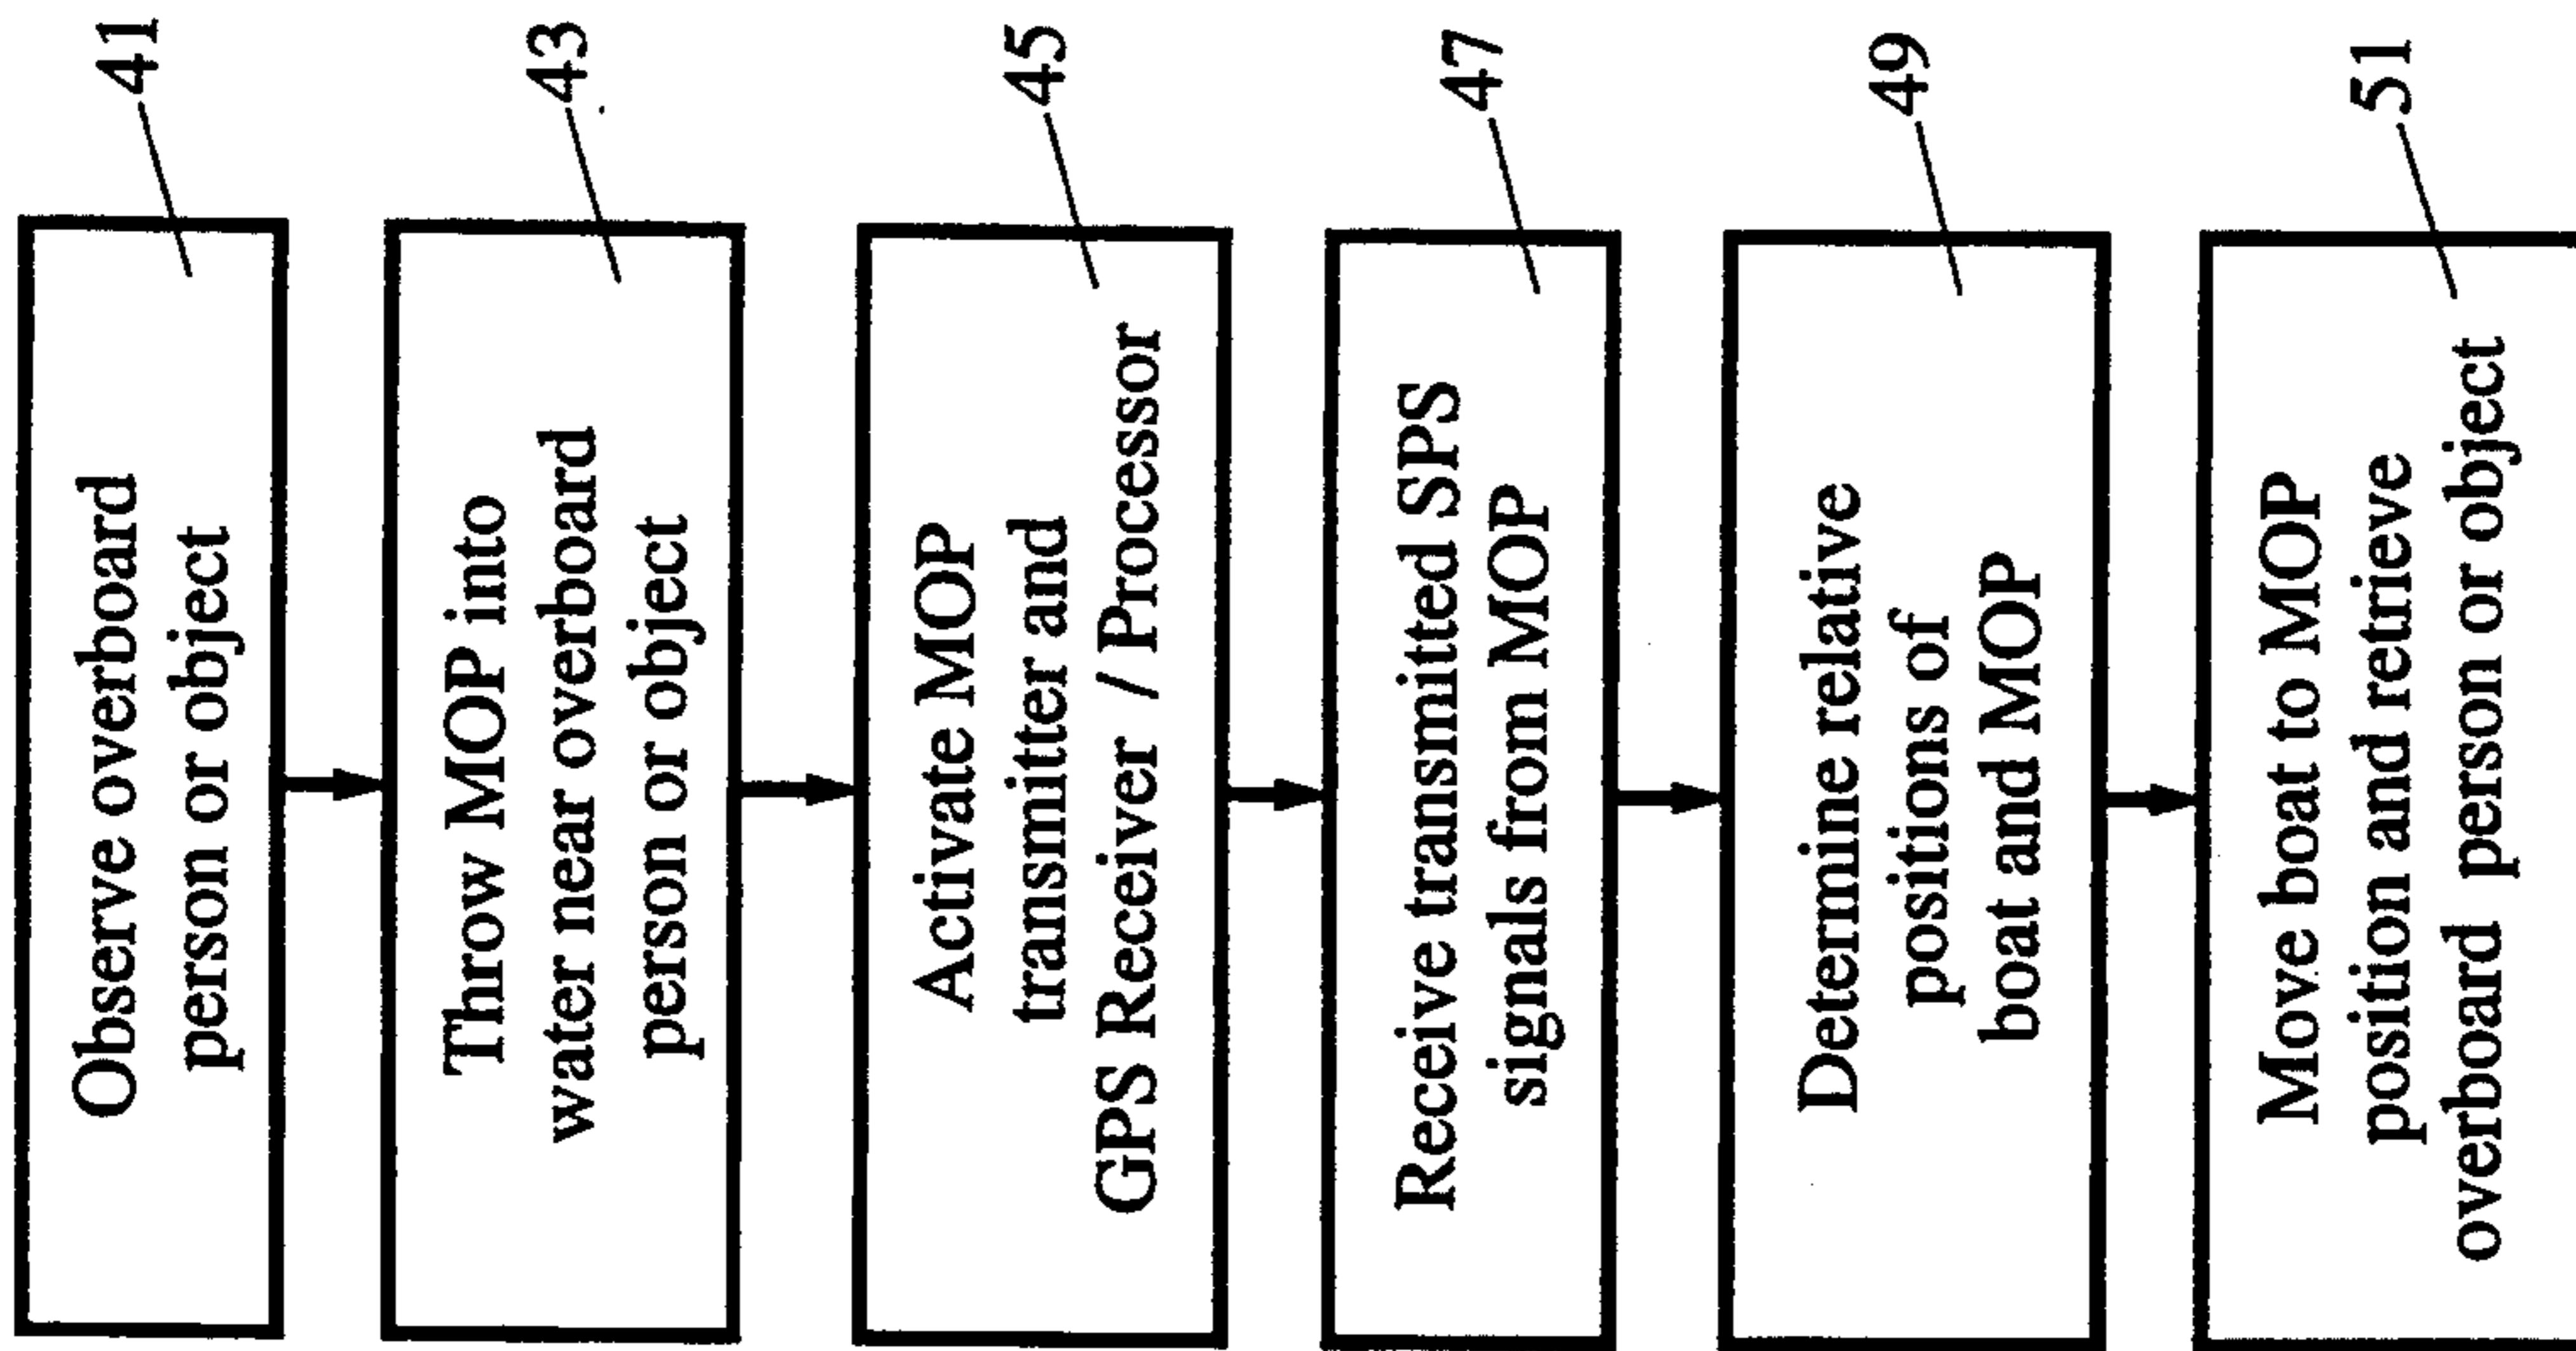 Observe overboard
person or object
41
Throw MOP into
water near overboard
person or object
43
Activate MOP
transmitter and
GPS Receiver / Processor
45
Receive transmitted SPS
signals from MOP
47
Determine relative
positions of
boat and MOP
49
Move boat to MOP
position and retrieve
overboard person or object
51